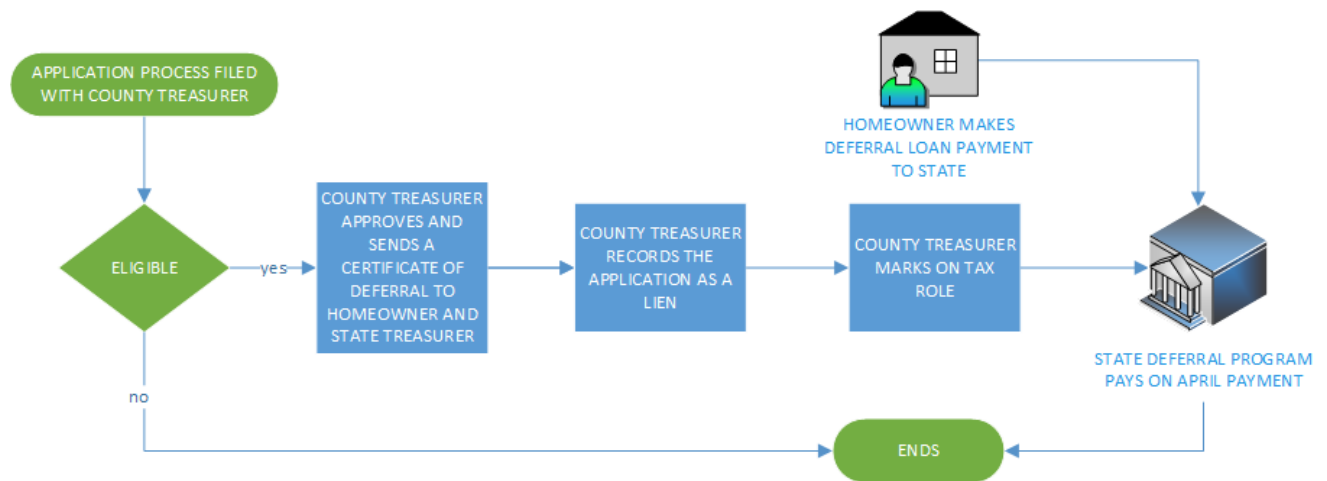 APPLICATION PROCESS FILED
WITH COUNTY TREASURER
HOMEOWNER MAKES
DEFERRAL LOAN PAYMENT
TO STATE
ELIGIBLE
yes
COUNTY TREASURER
APPROVES AND
SENDS A
CERTIFICATE OF
DEFERRAL TO
HOMEOWNER AND
STATE TREASURER
COUNTY TREASURER
RECORDS THE
APPLICATION AS A
LIEN
COUNTY TREASURER
MARKS ON TAX
ROLE
STATE DEFERRAL PROGRAM
PAYS ON APRIL PAYMENT
no
ENDS